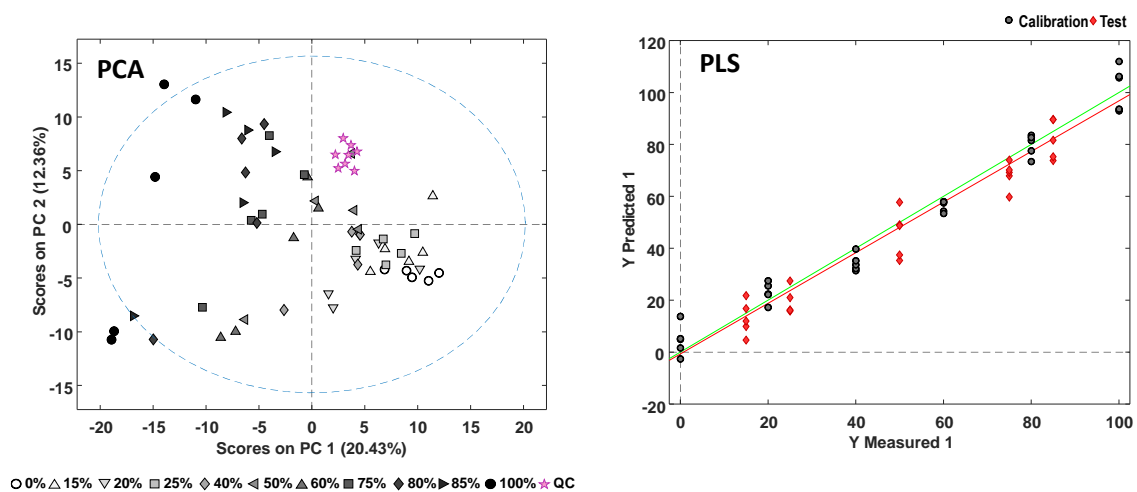 PCA
Scores on PC 2 (12.36%)
15
10
5
0
-5
-10
-15
-20 -15 -10 -5 0 5 10 15 20
Scores on PC 1 (20.43%)
0% 15% 20% 25% 40% 50% 60% 75% 80% 85% 100% QC
Calibration Test
PLS
Y Predicted 1
120
100
80
60
40
20
0
-20
0 20 40 60 80 100
Y Measured 1